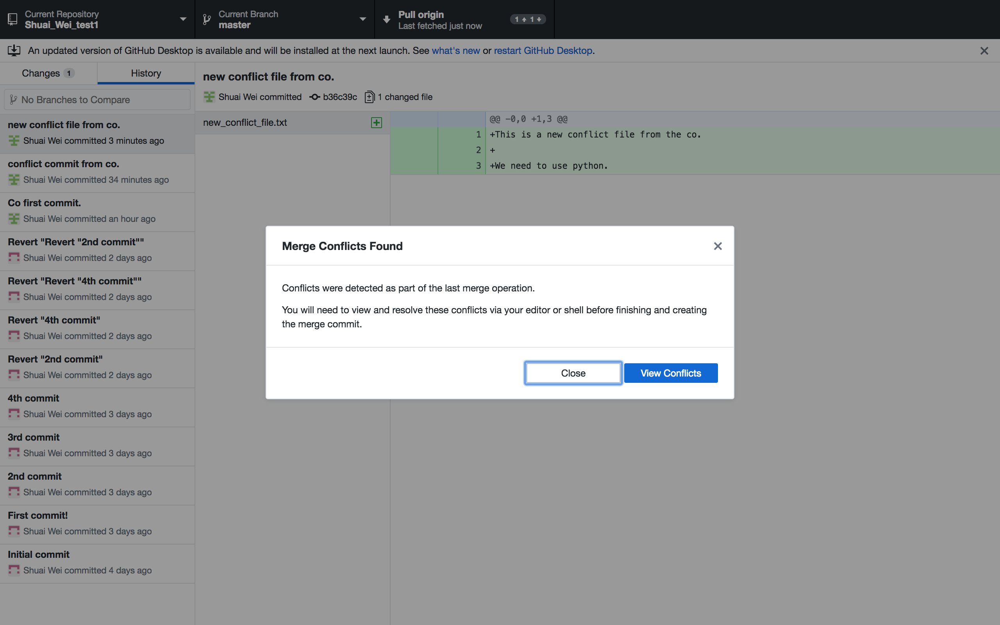 Current Repository
Shuai_Wei_test1
Current Branch
master
Pull origin
Last fetched just now
1 1
An updated version of GitHub Desktop is available and will be installed at the next launch. See what's new or restart GitHub Desktop.
Changes 1
History
No Branches to Compare
new conflict file from co.
Shuai Wei committed 3 minutes ago
conflict commit from co.
Shuai Wei committed 34 minutes ago
Co first commit.
Shuai Wei committed an hour ago
Revert "Revert "2nd commit""
Shuai Wei committed 2 days ago
Revert "Revert "4th commit""
Shuai Wei committed 2 days ago
Revert "4th commit"
Shuai Wei committed 2 days ago
Revert "2nd commit"
Shuai Wei committed 2 days ago
4th commit
Shuai Wei committed 3 days ago
3rd commit
Shuai Wei committed 3 days ago
2nd commit
Shuai Wei committed 3 days ago
First commit!
Shuai Wei committed 3 days ago
Initial commit
Shuai Wei committed 4 days ago
new conflict file from co.
Shuai Wei committed b36c39c 1 changed file
new_conflict_file.txt
@@ -0,0 +1,3 @@
1 +This is a new conflict file from the co.
2 +
3 +We need to use python.
Merge Conflicts Found
Conflicts were detected as part of the last merge operation.
You will need to view and resolve these conflicts via your editor or shell before finishing and creating
the merge commit.
Close
View Conflicts